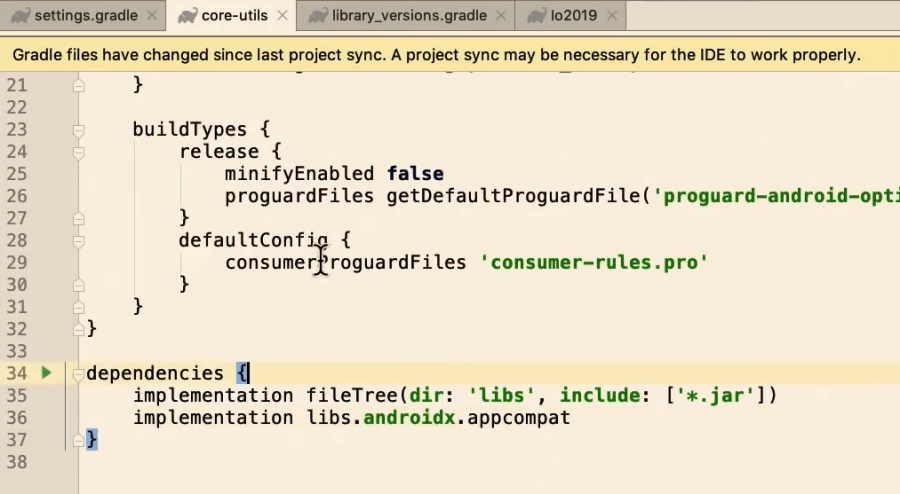 settings.gradle
core-utils
library_versions.gradle
lo2019
Gradle files have changed since last project sync. A project sync may be necessary for the IDE to work properly.
21 }
22
23 buildTypes {
24 release {
25 minifyEnabled false
26 proguardFiles getDefaultProguardFile('proguard-android-opti
27 }
28 defaultConfig {
29 consumerProguardFiles 'consumer-rules.pro'
30 }
31 }
32 }
33
34 dependencies {
35 implementation fileTree(dir: 'libs', include: ['*.jar'])
36 implementation libs.androidx.appcompat
37 }
38